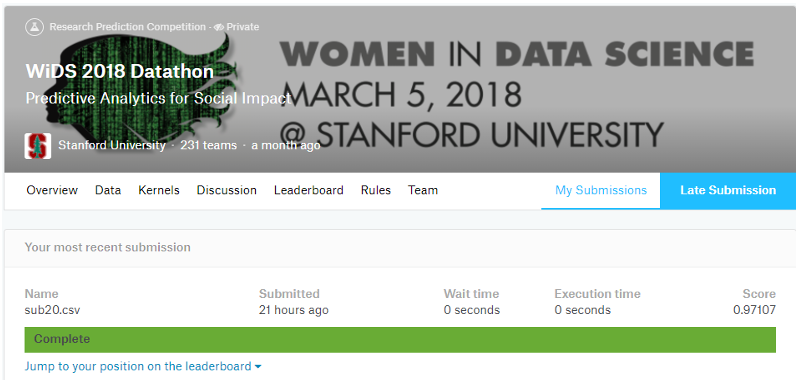 Research Prediction Competition · Private
WOMEN IN DATA SCIENCE
WiDS 2018 Datathon
Predictive Analytics for Social Impact
MARCH 5, 2018
@ STANFORD UNIVERSITY
Stanford University · 231 teams · a month ago
Overview Data Kernels Discussion Leaderboard Rules Team My Submissions Late Submission
Your most recent submission
Name Submitted Wait time Execution time Score
sub20.csv 21 hours ago 0 seconds 0 seconds 0.97107
Complete
Jump to your position on the leaderboard